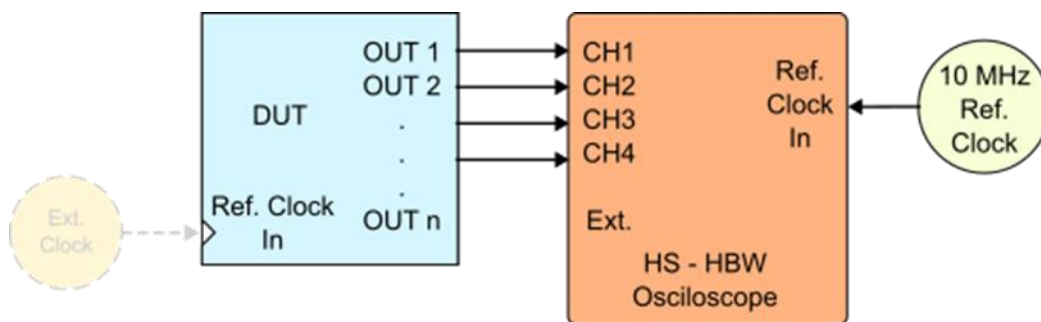 OUT 1
OUT 2
DUT
.
.
.
Ref. Clock
In
OUT n
Ext.
Clock
CH1
CH2
CH3
CH4
Ext.
Ref.
Clock
In
HS - HBW
Osciloscope
10 MHz
Ref.
Clock